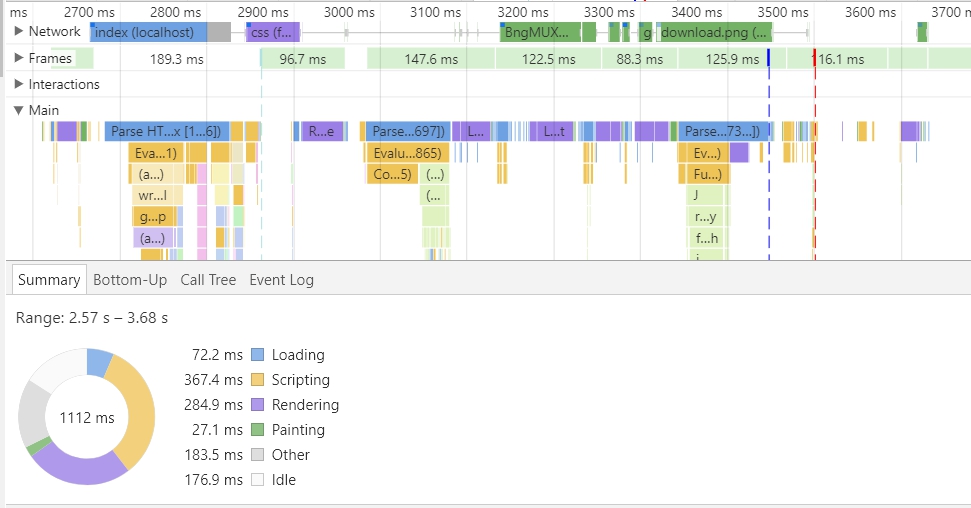 ms 2700 ms 2800 ms 2900 ms 3000 ms 3100 ms 3200 ms 3300 ms 3400 ms 3500 ms 3600 ms 3700 m
Network index (localhost) css (f... BngMUX... g download.png (...
Frames 189.3 ms 96.7 ms 147.6 ms 122.5 ms 88.3 ms 125.9 ms 116.1 ms
Interactions
Main
Parse HT...x [1...6]) R...e Parse...697]) L... L...t Parse...73...])
Eva...1) Evalu...865) Ev...)
(a...) Co...5) (...) Fu...)
wr...l (... J
g...p r...y
(a...) f...h
Summary Bottom-Up Call Tree Event Log
Range: 2.57 s – 3.68 s
72.2 ms Loading
367.4 ms Scripting
284.9 ms Rendering
1112 ms
27.1 ms Painting
183.5 ms Other
176.9 ms Idle